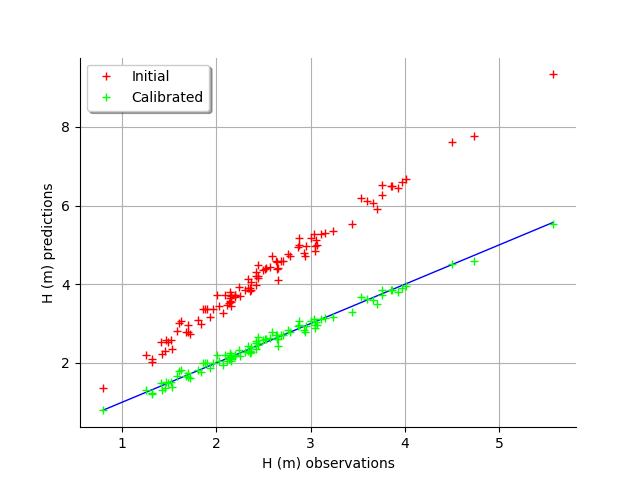 Initial
Calibrated
8
6
4
2
H (m) predictions
1 2 3 4 5
H (m) observations